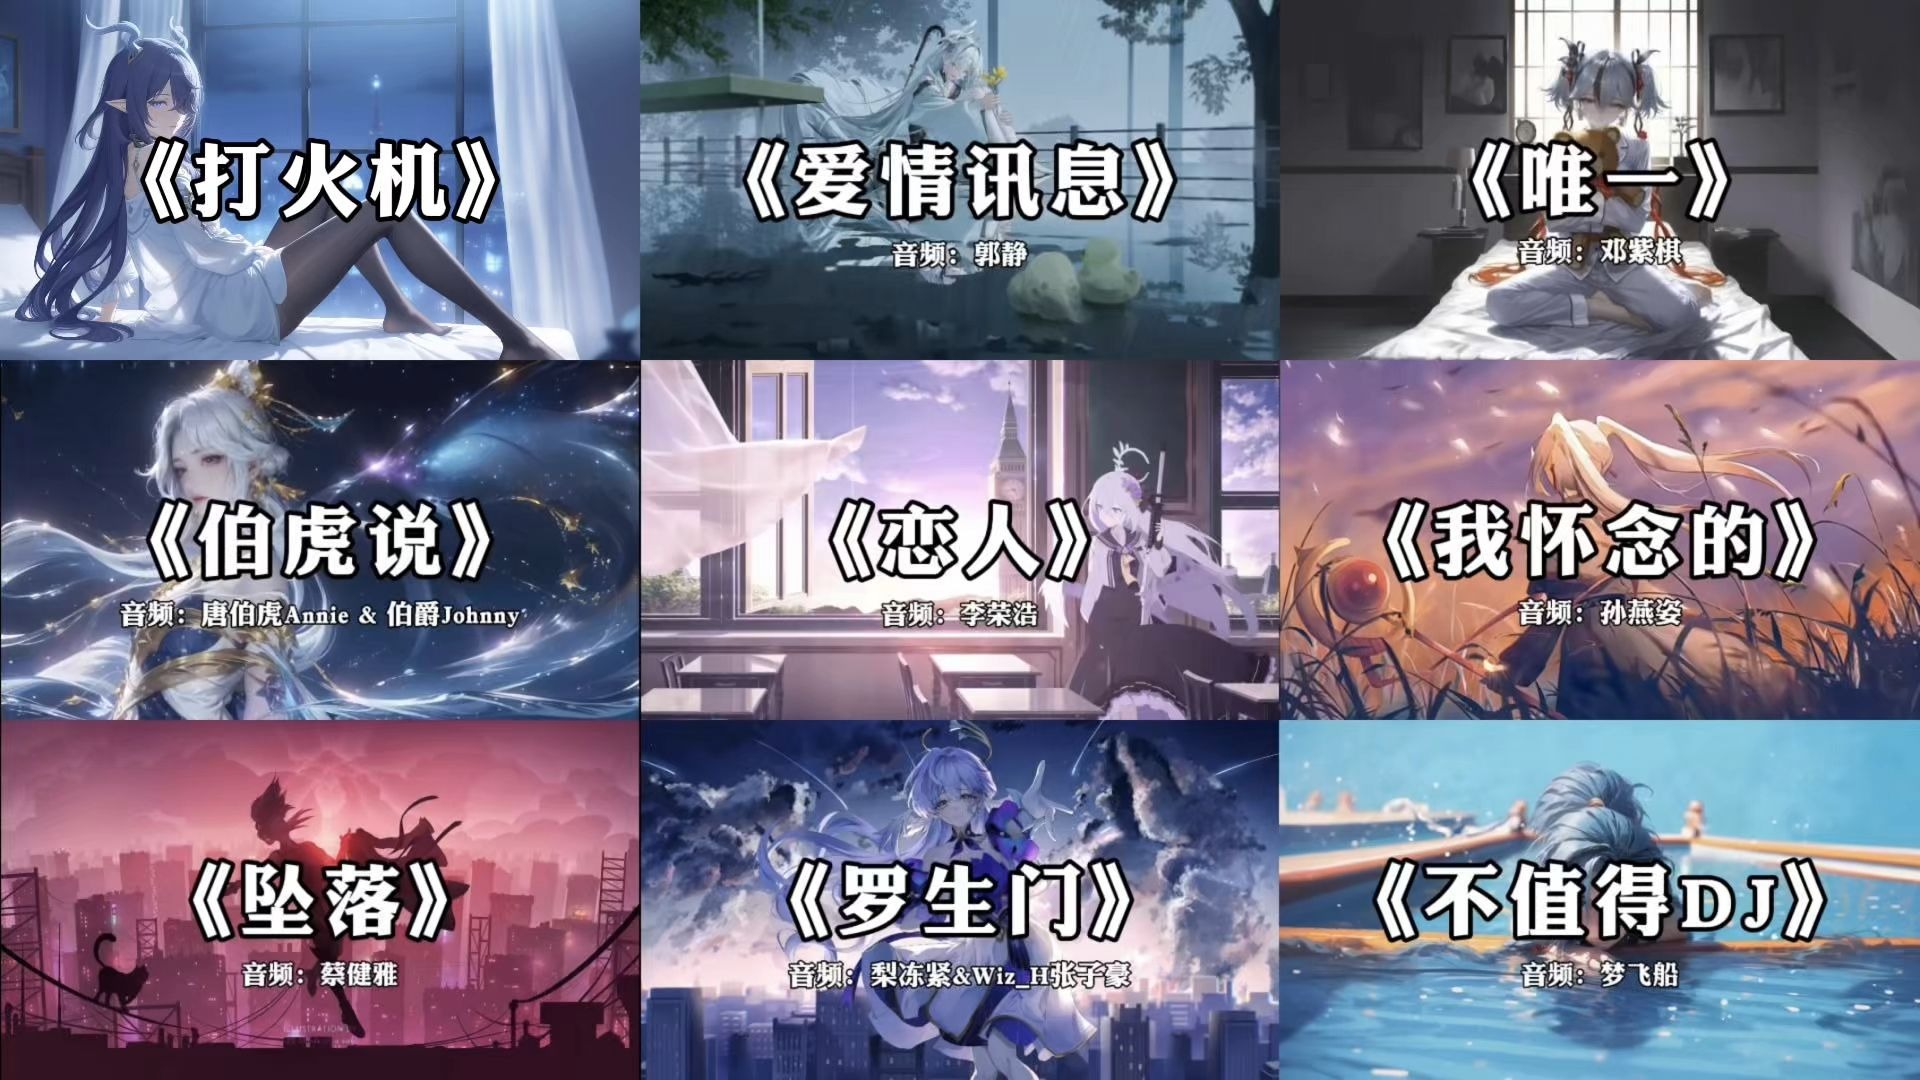 《打火机》
《爱情讯息》
音频：郭静
《唯一》
音频：邓紫棋
《伯虎说》
音频：唐伯虎Annie & 伯爵Johnny
《恋人》
音频：李荣浩
《我怀念的》
音频：孙燕姿
《坠落》
音频：蔡健雅
ILLUSTRATION
《罗生门》
音频：梨冻紧&Wiz_H张子豪
《不值得DJ》
音频：梦飞船